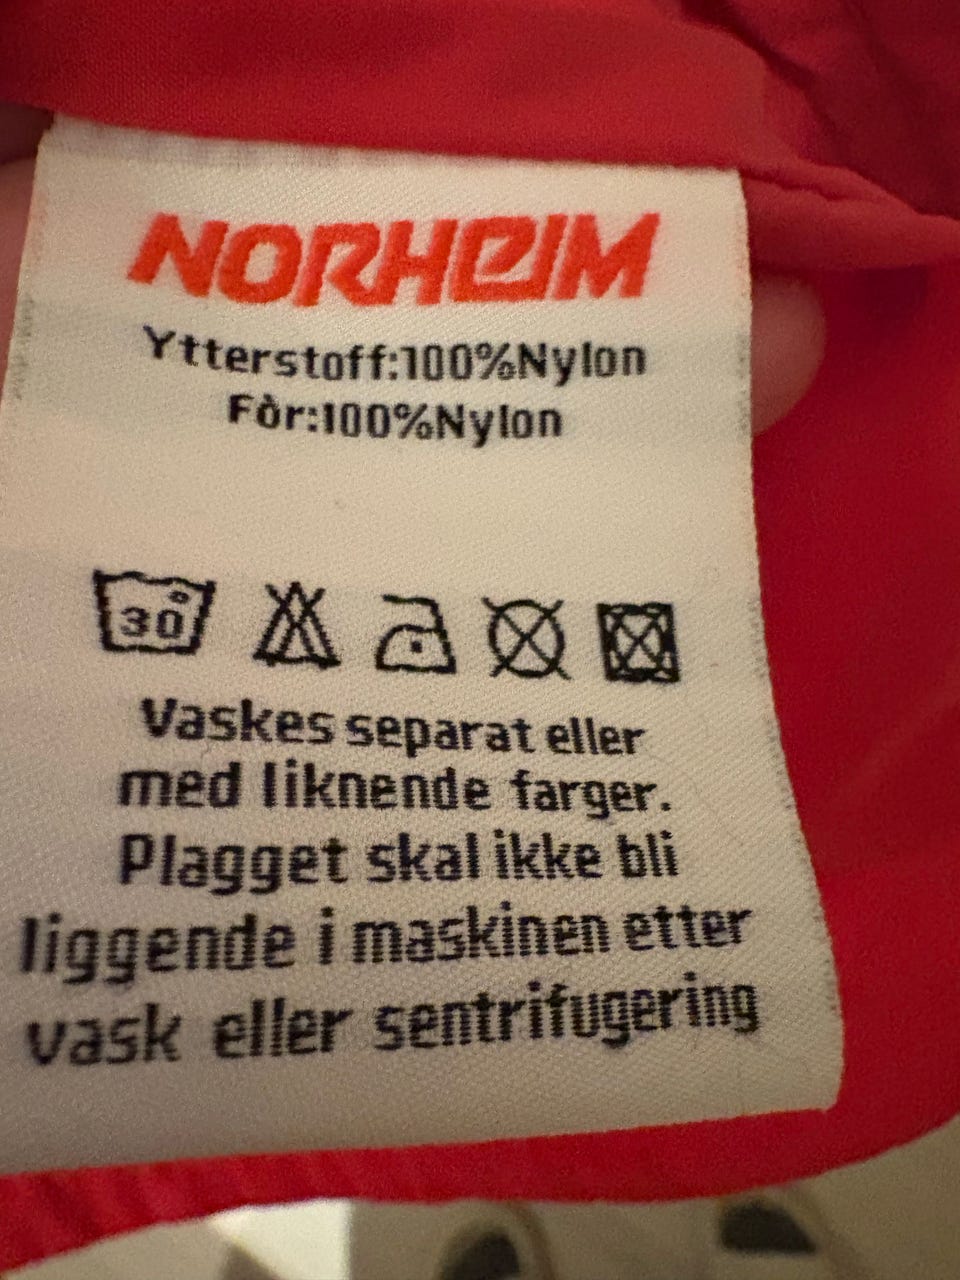 NORHEIM
Ytterstoff:100%Nylon
Fòr:100%Nylon
30°
Vaskes separat eller
med liknende farger.
Plagget skal ikke bli
liggende i maskinen etter
vask eller sentrifugering